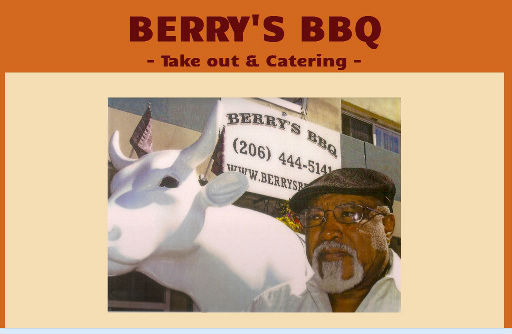 BERRY'S BBQ
- Take out & Catering -
BERRY'S BBQ
(206) 444-5141
WWW.BERRYSB